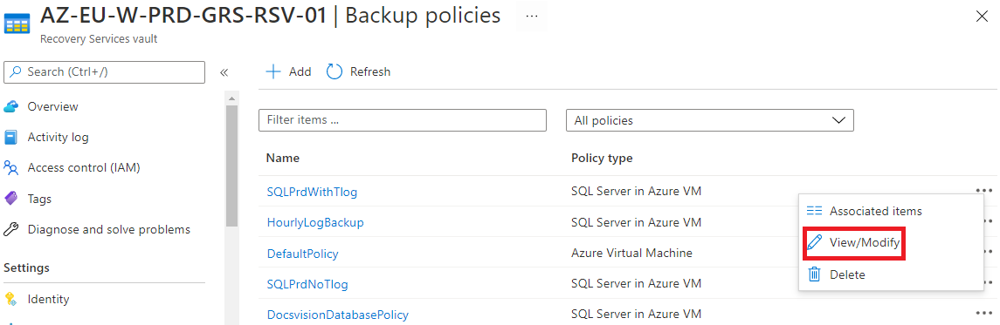 AZ-EU-W-PRD-GRS-RSV-01 | Backup policies ...
Recovery Services vault
Search (Ctrl+/)
Overview
Activity log
Access control (IAM)
Tags
Diagnose and solve problems
Settings
Identity
Add Refresh
Filter items ... All policies
Name Policy type
SQLPrdWithTlog SQL Server in Azure VM
HourlyLogBackup SQL Server in Azure VM
DefaultPolicy Azure Virtual Machine
SQLPrdNoTlog SQL Server in Azure VM
DocsvisionDatabasePolicy SQL Server in Azure VM
Associated items
View/Modify
Delete